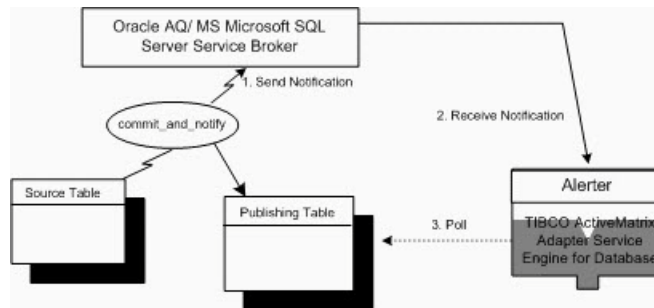 Oracle AQ/ MS Microsoft SQL
Server Service Broker
1. Send Notification
commit_and_notify
2. Receive Notification
Source Table
Publishing Table
Alerter
3. Poll
TIBCO ActiveMatrix
Adapter Service
Engine for Database